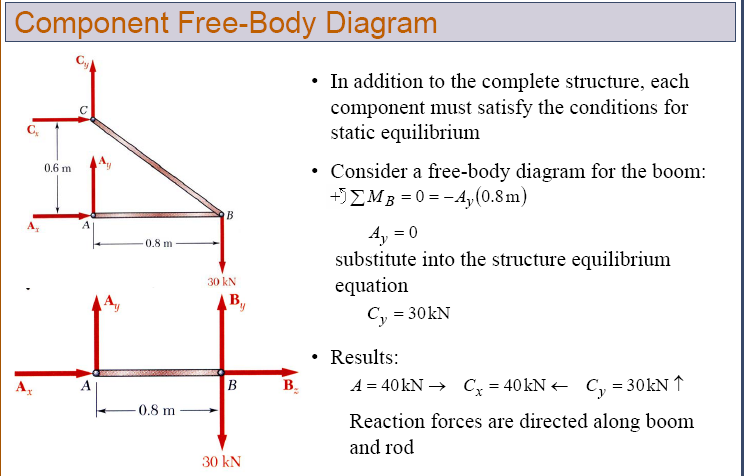 Component Free-Body Diagram
C_y
C
C_x
0.6 m
A_y
A_x
A
B
0.8 m
30 kN
A_y
B_y
A_x
A
B
B_z
0.8 m
30 kN
• In addition to the complete structure, each
component must satisfy the conditions for
static equilibrium
• Consider a free-body diagram for the boom:
+↺ ∑ M_B = 0 = −A_y(0.8 m)
A_y = 0
substitute into the structure equilibrium
equation
C_y = 30 kN
• Results:
A = 40 kN → C_x = 40 kN ← C_y = 30 kN ↑
Reaction forces are directed along boom
and rod